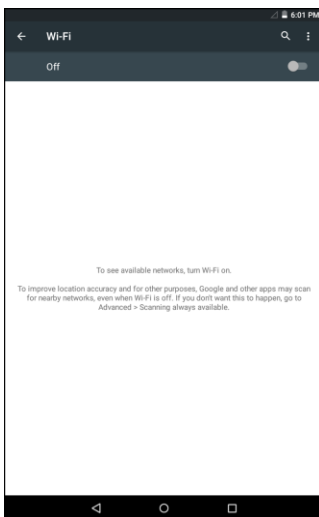 6:01 PM
Wi-Fi
Off
To see available networks, turn Wi-Fi on.
To improve location accuracy and for other purposes, Google and other apps may scan
for nearby networks, even when Wi-Fi is off. If you don't want this to happen, go to
Advanced > Scanning always available.